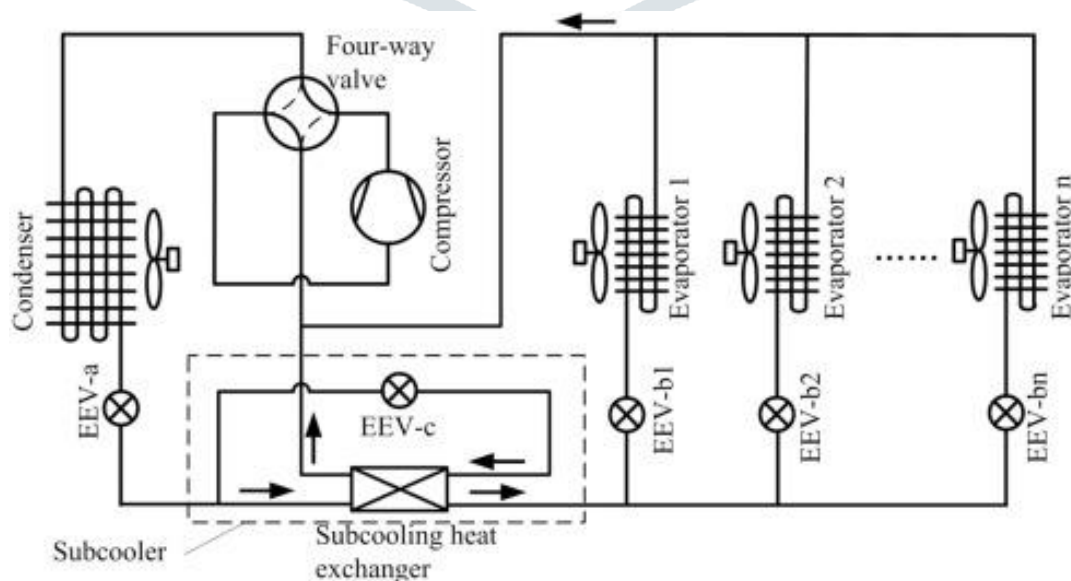 Four-way
valve
Condenser
Compressor
Evaporator 1
Evaporator 2
......
Evaporator n
EEV-a
EEV-c
EEV-b1
EEV-b2
EEV-bn
Subcooler
Subcooling heat
exchanger